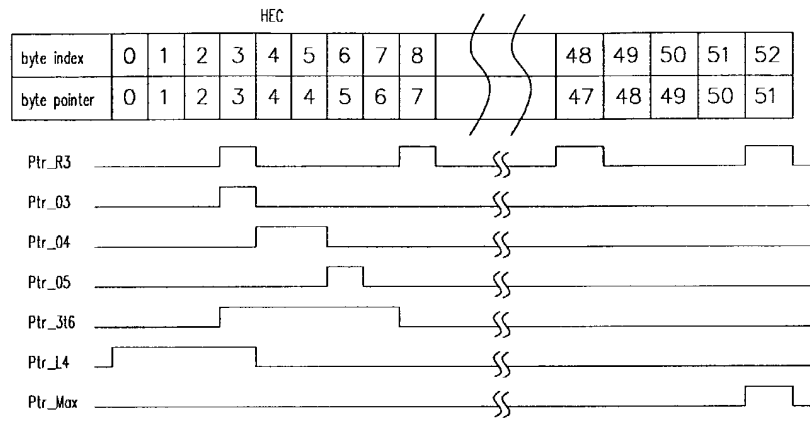 HEC
byte index 0 1 2 3 4 5 6 7 8 48 49 50 51 52
byte pointer 0 1 2 3 4 4 5 6 7 47 48 49 50 51
Ptr_R3
Ptr_03
Ptr_04
Ptr_05
Ptr_3t6
Ptr_L4
Ptr_Max